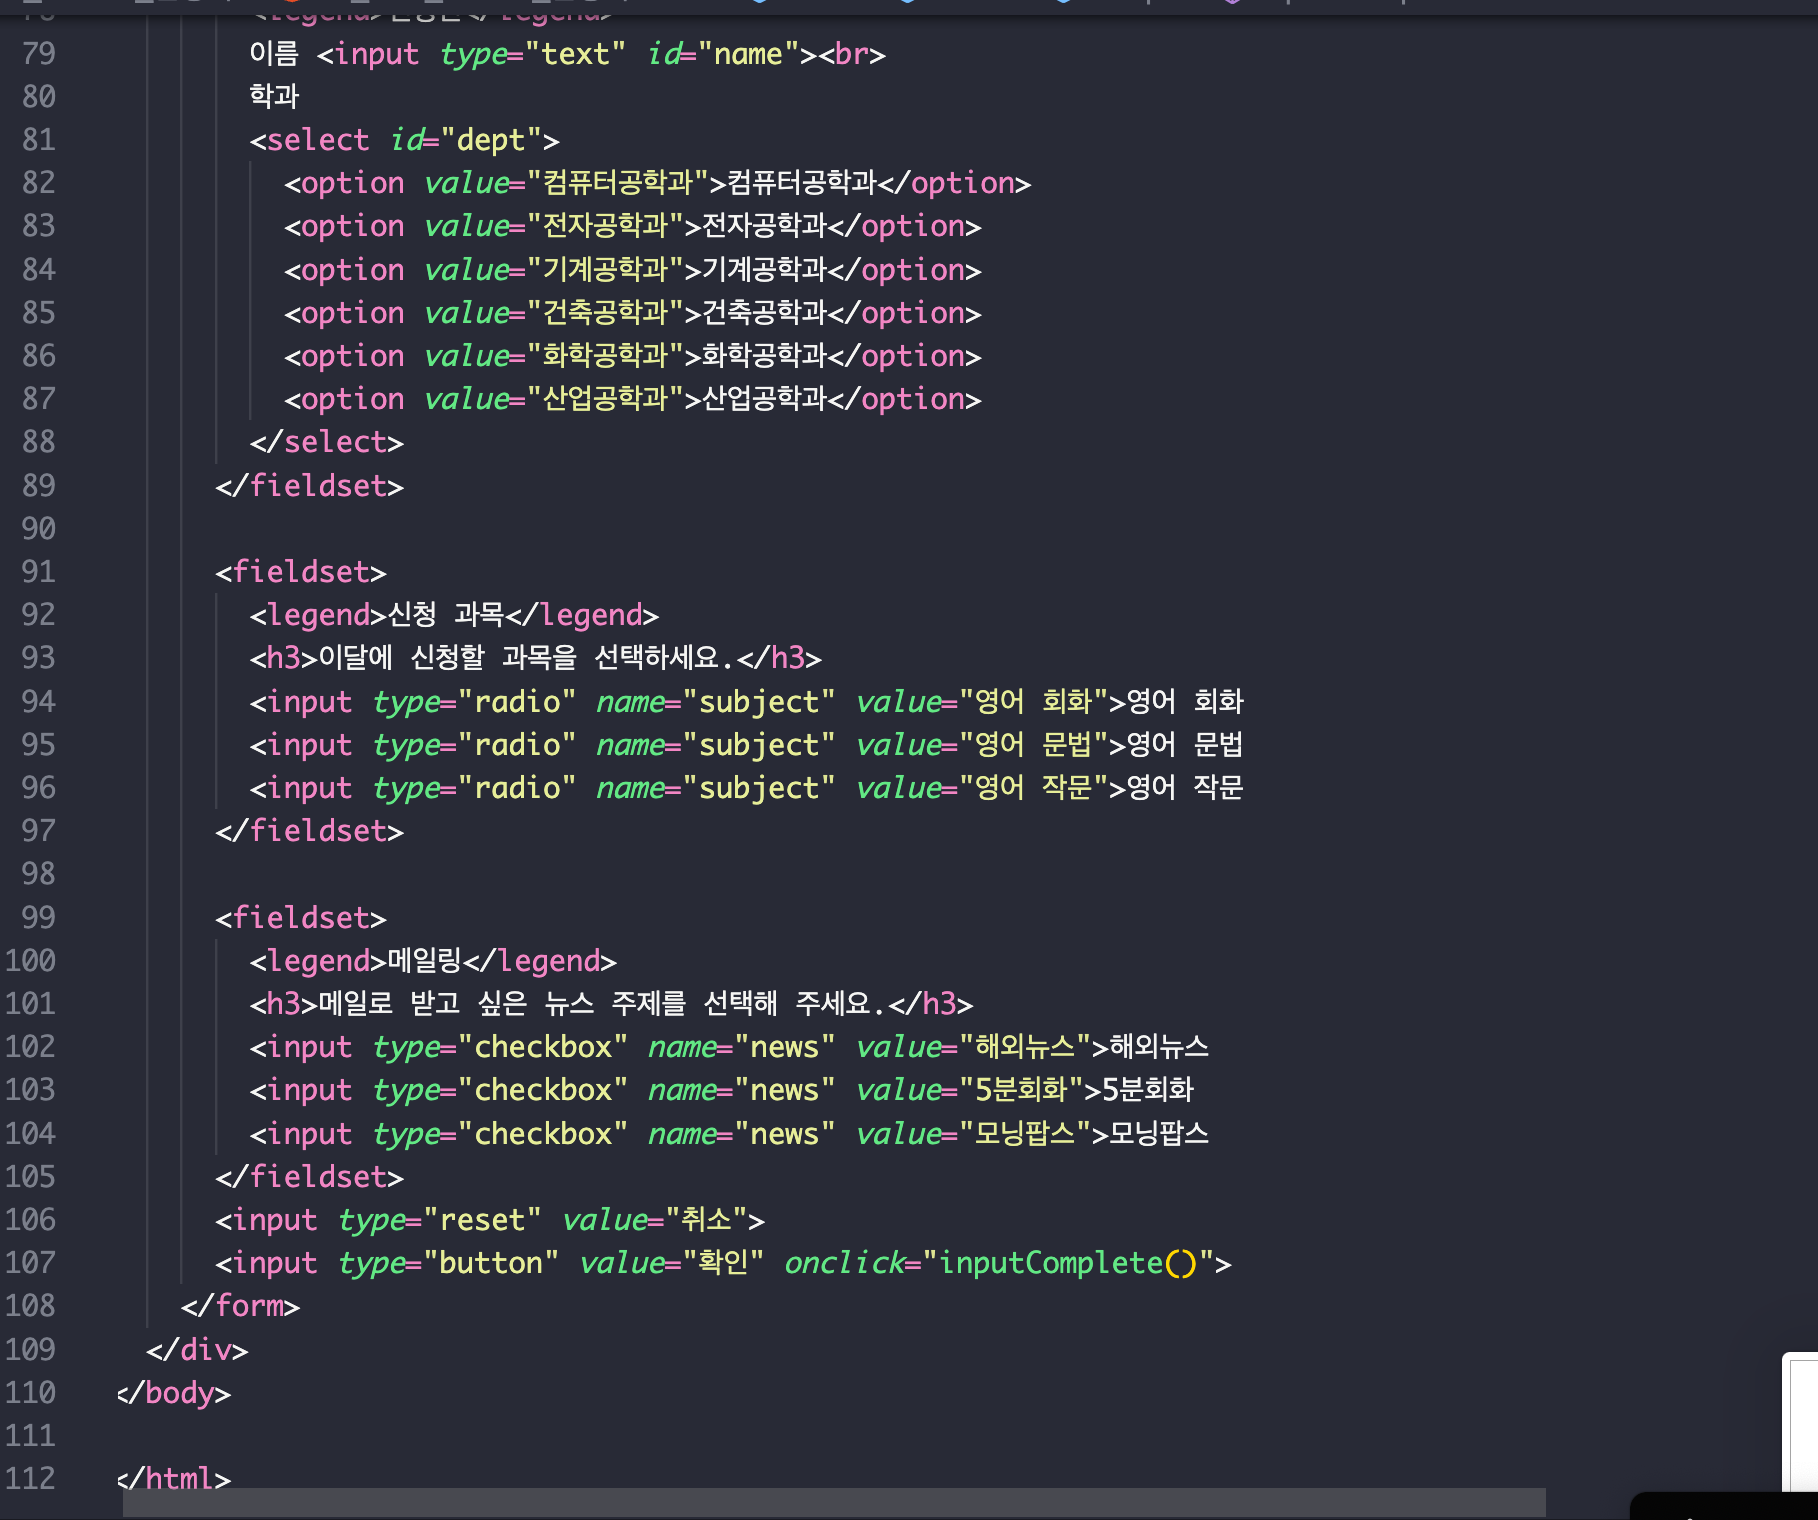 79 이름 <input type="text" id="name"><br>
80 학과
81 <select id="dept">
82 <option value="컴퓨터공학과">컴퓨터공학과</option>
83 <option value="전자공학과">전자공학과</option>
84 <option value="기계공학과">기계공학과</option>
85 <option value="건축공학과">건축공학과</option>
86 <option value="화학공학과">화학공학과</option>
87 <option value="산업공학과">산업공학과</option>
88 </select>
89 </fieldset>
90
91 <fieldset>
92 <legend>신청 과목</legend>
93 <h3>이달에 신청할 과목을 선택하세요.</h3>
94 <input type="radio" name="subject" value="영어 회화">영어 회화
95 <input type="radio" name="subject" value="영어 문법">영어 문법
96 <input type="radio" name="subject" value="영어 작문">영어 작문
97 </fieldset>
98
99 <fieldset>
100 <legend>메일링</legend>
101 <h3>메일로 받고 싶은 뉴스 주제를 선택해 주세요.</h3>
102 <input type="checkbox" name="news" value="해외뉴스">해외뉴스
103 <input type="checkbox" name="news" value="5분회화">5분회화
104 <input type="checkbox" name="news" value="모닝팝스">모닝팝스
105 </fieldset>
106 <input type="reset" value="취소">
107 <input type="button" value="확인" onclick="inputComplete()">
108 </form>
109 </div>
110 </body>
111
112 </html>